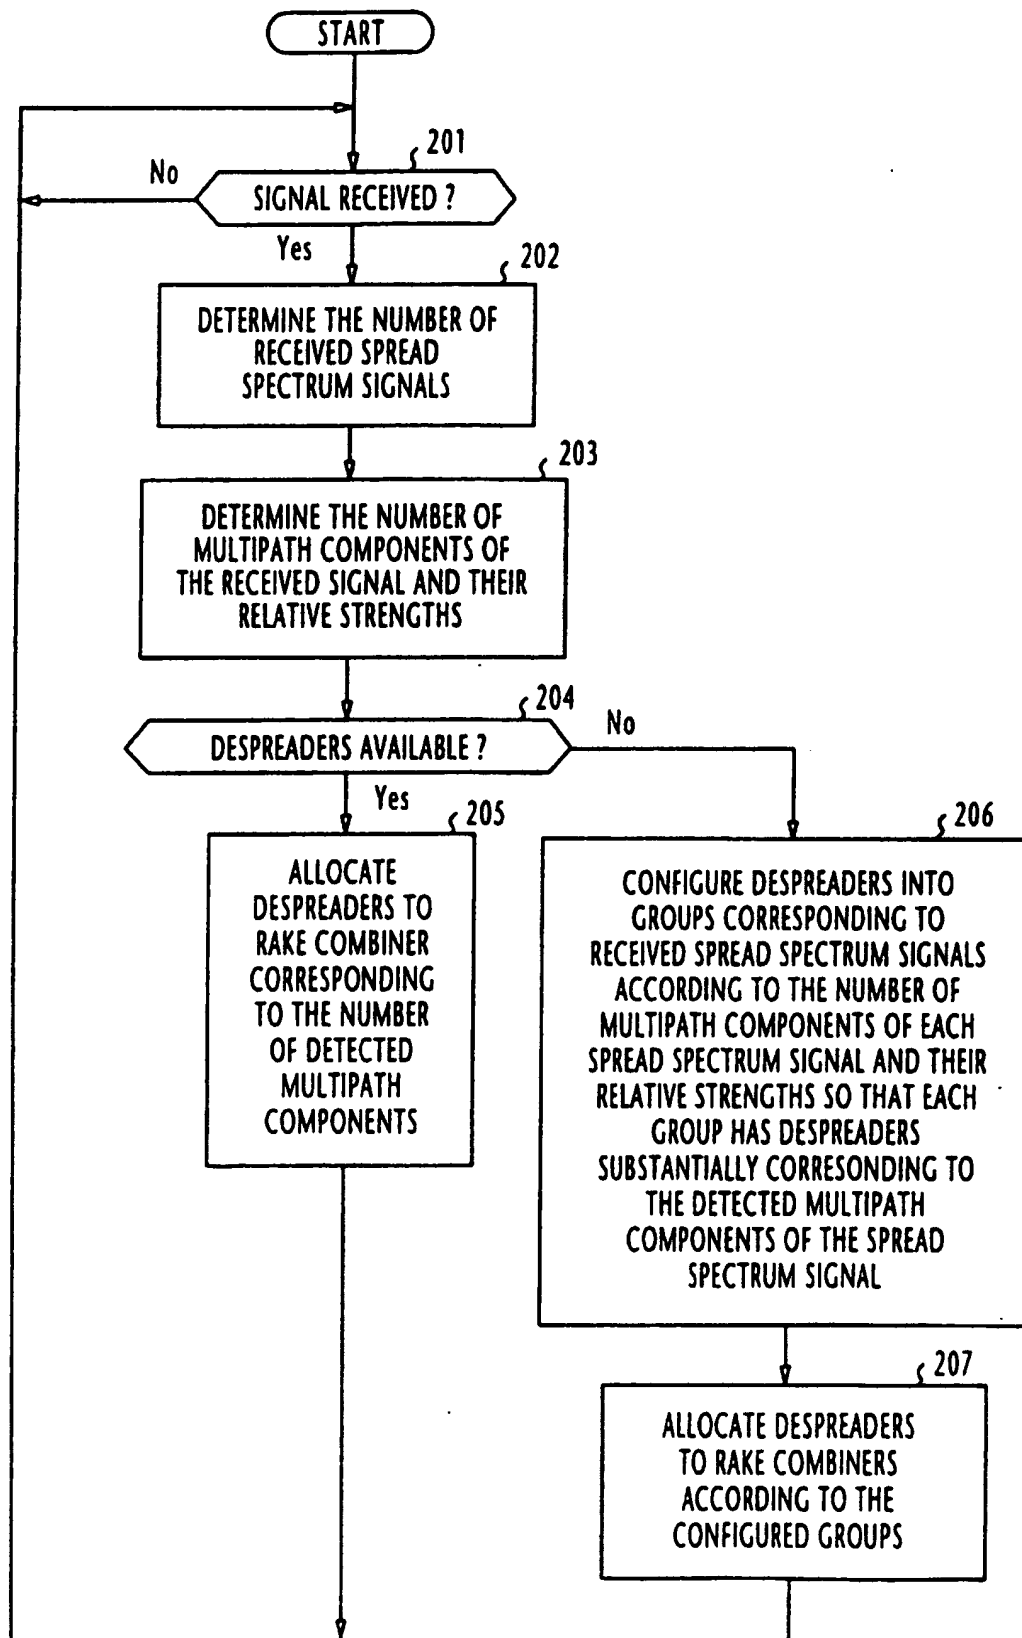 START
201
No
SIGNAL RECEIVED ?
Yes
202
DETERMINE THE NUMBER OF
RECEIVED SPREAD
SPECTRUM SIGNALS
203
DETERMINE THE NUMBER OF
MULTIPATH COMPONENTS OF
THE RECEIVED SIGNAL AND THEIR
RELATIVE STRENGTHS
204
DESPREADERS AVAILABLE ?
No
Yes
205
ALLOCATE
DESPREADERS TO
RAKE COMBINER
CORRESPONDING
TO THE NUMBER
OF DETECTED
MULTIPATH
COMPONENTS
206
CONFIGURE DESPREADERS INTO
GROUPS CORRESPONDING TO
RECEIVED SPREAD SPECTRUM SIGNALS
ACCORDING TO THE NUMBER OF
MULTIPATH COMPONENTS OF EACH
SPREAD SPECTRUM SIGNAL AND THEIR
RELATIVE STRENGTHS SO THAT EACH
GROUP HAS DESPREADERS
SUBSTANTIALLY CORRESONDING TO
THE DETECTED MULTIPATH
COMPONENTS OF THE SPREAD
SPECTRUM SIGNAL
207
ALLOCATE DESPREADERS
TO RAKE COMBINERS
ACCORDING TO THE
CONFIGURED GROUPS